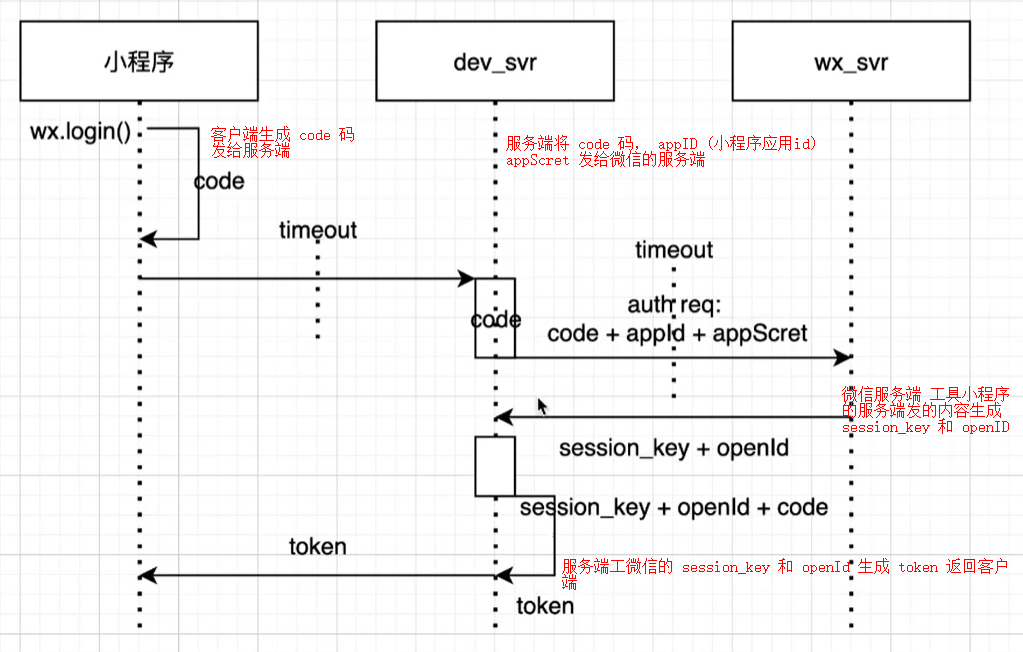 小程序
dev_svr
wx_svr
wx.login()
客户端生成 code 码
发给服务端
code
服务端将 code 码, appID (小程序应用id)
appScret 发给微信的服务端
timeout
timeout
code
auth req:
code + appId + appScret
微信服务端 工具小程序
的服务端发的内容生成
session_key 和 openID
session_key + openId
session_key + openId + code
token
服务端工微信的 session_key 和 openId 生成 token 返回客户
端
token